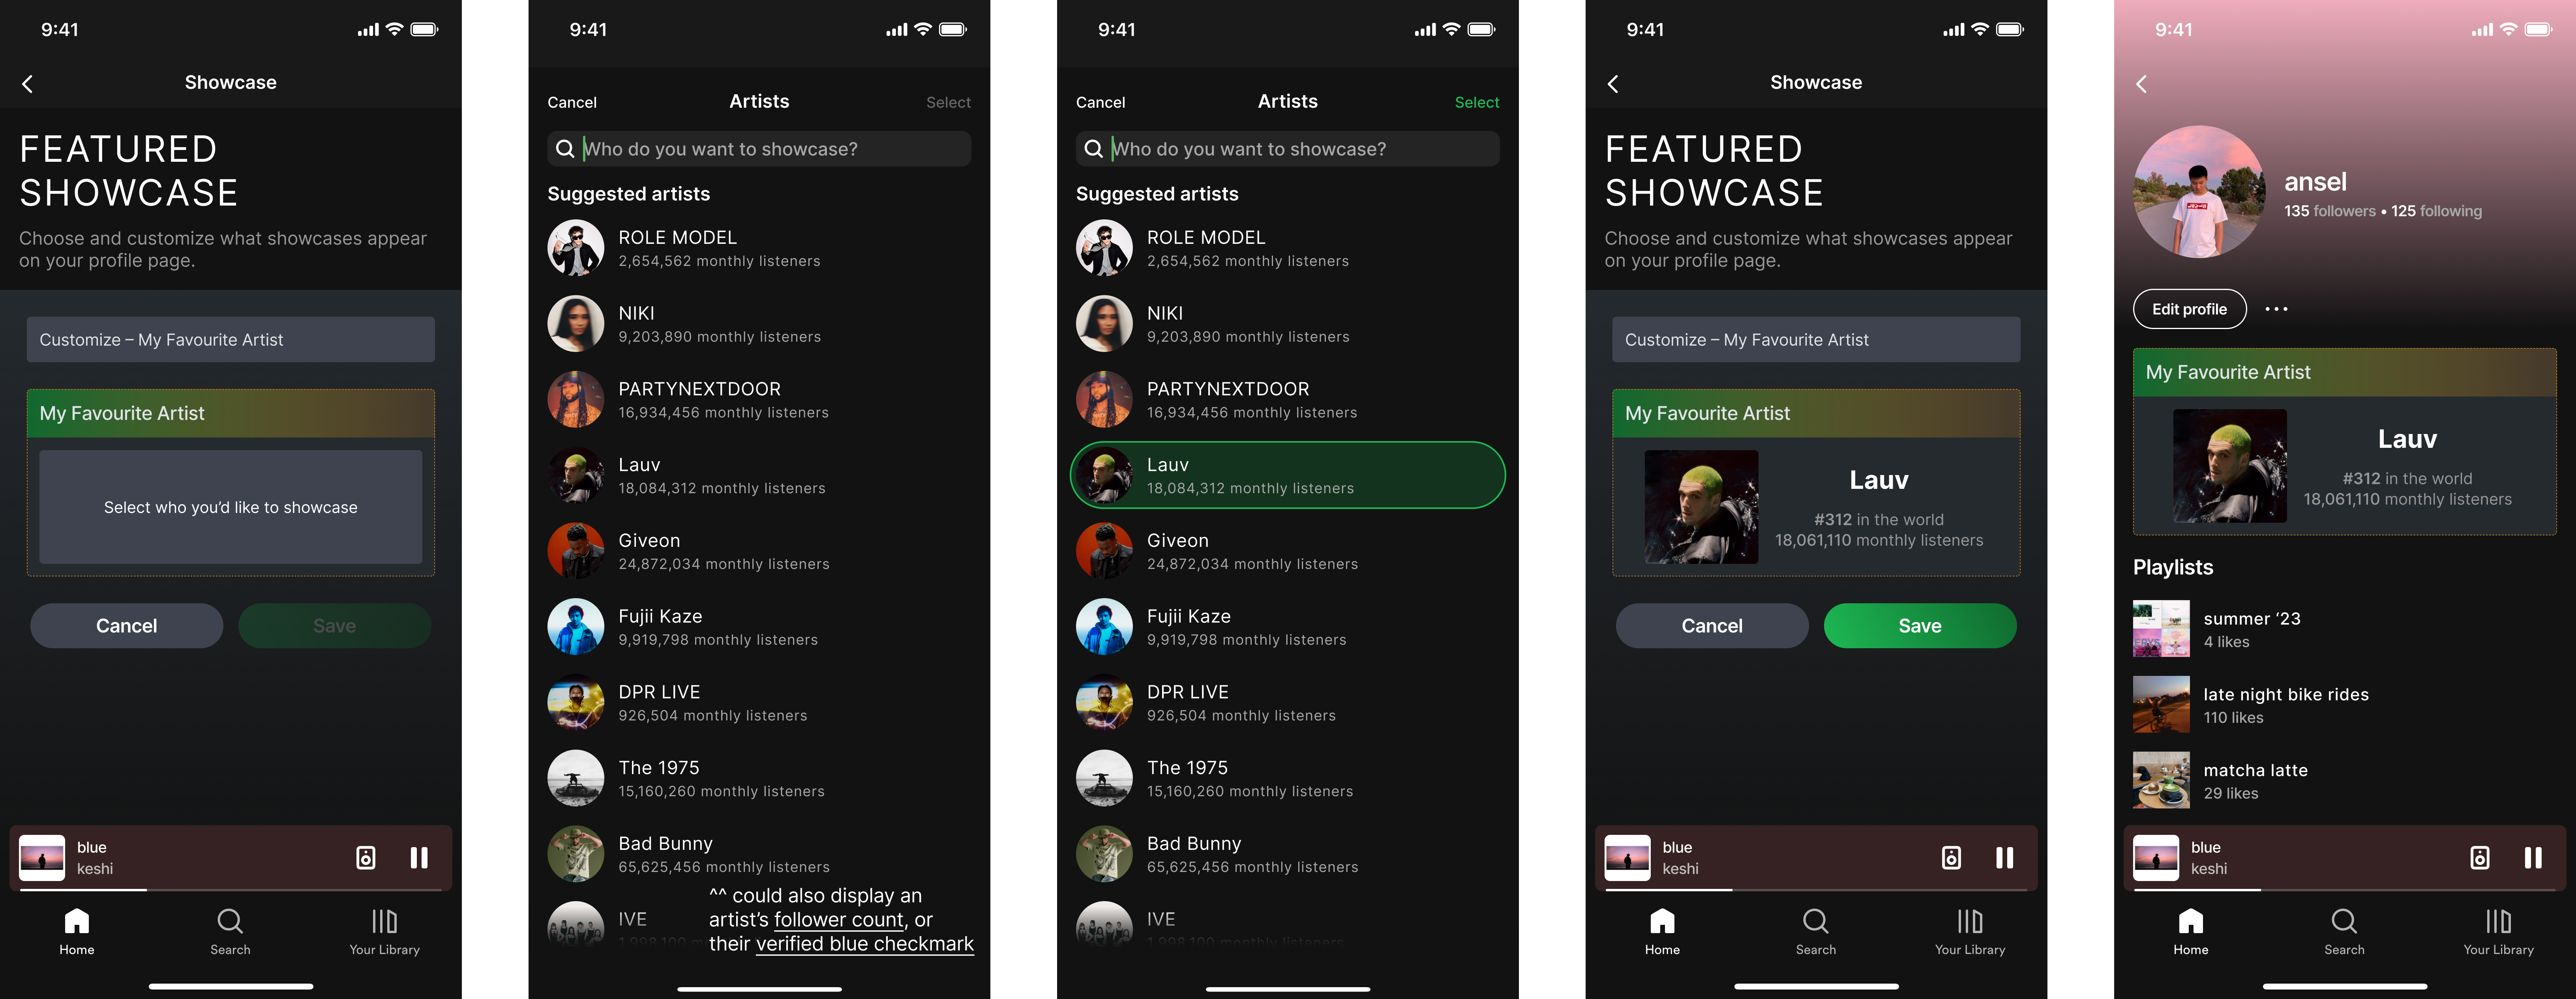 9:41
Showcase
FEATURED
SHOWCASE
Choose and customize what showcases appear
on your profile page.
Customize – My Favourite Artist
My Favourite Artist
Select who you’d like to showcase
Cancel
Save
blue
keshi
Home
Search
Your Library
9:41
Cancel
Artists
Select
Who do you want to showcase?
Suggested artists
ROLE MODEL
2,654,562 monthly listeners
NIKI
9,203,890 monthly listeners
PARTYNEXTDOOR
16,934,456 monthly listeners
Lauv
18,084,312 monthly listeners
Giveon
24,872,034 monthly listeners
Fujii Kaze
9,919,798 monthly listeners
DPR LIVE
926,504 monthly listeners
The 1975
15,160,260 monthly listeners
Bad Bunny
65,625,456 monthly listeners
IVE
^^ could also display an
artist’s follower count, or
their verified blue checkmark
9:41
Cancel
Artists
Select
Who do you want to showcase?
Suggested artists
ROLE MODEL
2,654,562 monthly listeners
NIKI
9,203,890 monthly listeners
PARTYNEXTDOOR
16,934,456 monthly listeners
Lauv
18,084,312 monthly listeners
Giveon
24,872,034 monthly listeners
Fujii Kaze
9,919,798 monthly listeners
DPR LIVE
926,504 monthly listeners
The 1975
15,160,260 monthly listeners
Bad Bunny
65,625,456 monthly listeners
IVE
9:41
Showcase
FEATURED
SHOWCASE
Choose and customize what showcases appear
on your profile page.
Customize – My Favourite Artist
My Favourite Artist
Lauv
#312 in the world
18,061,110 monthly listeners
Cancel
Save
blue
keshi
Home
Search
Your Library
9:41
ansel
135 followers • 125 following
Edit profile
My Favourite Artist
Lauv
#312 in the world
18,061,110 monthly listeners
Playlists
summer ‘23
4 likes
late night bike rides
110 likes
matcha latte
29 likes
blue
keshi
Home
Search
Your Library